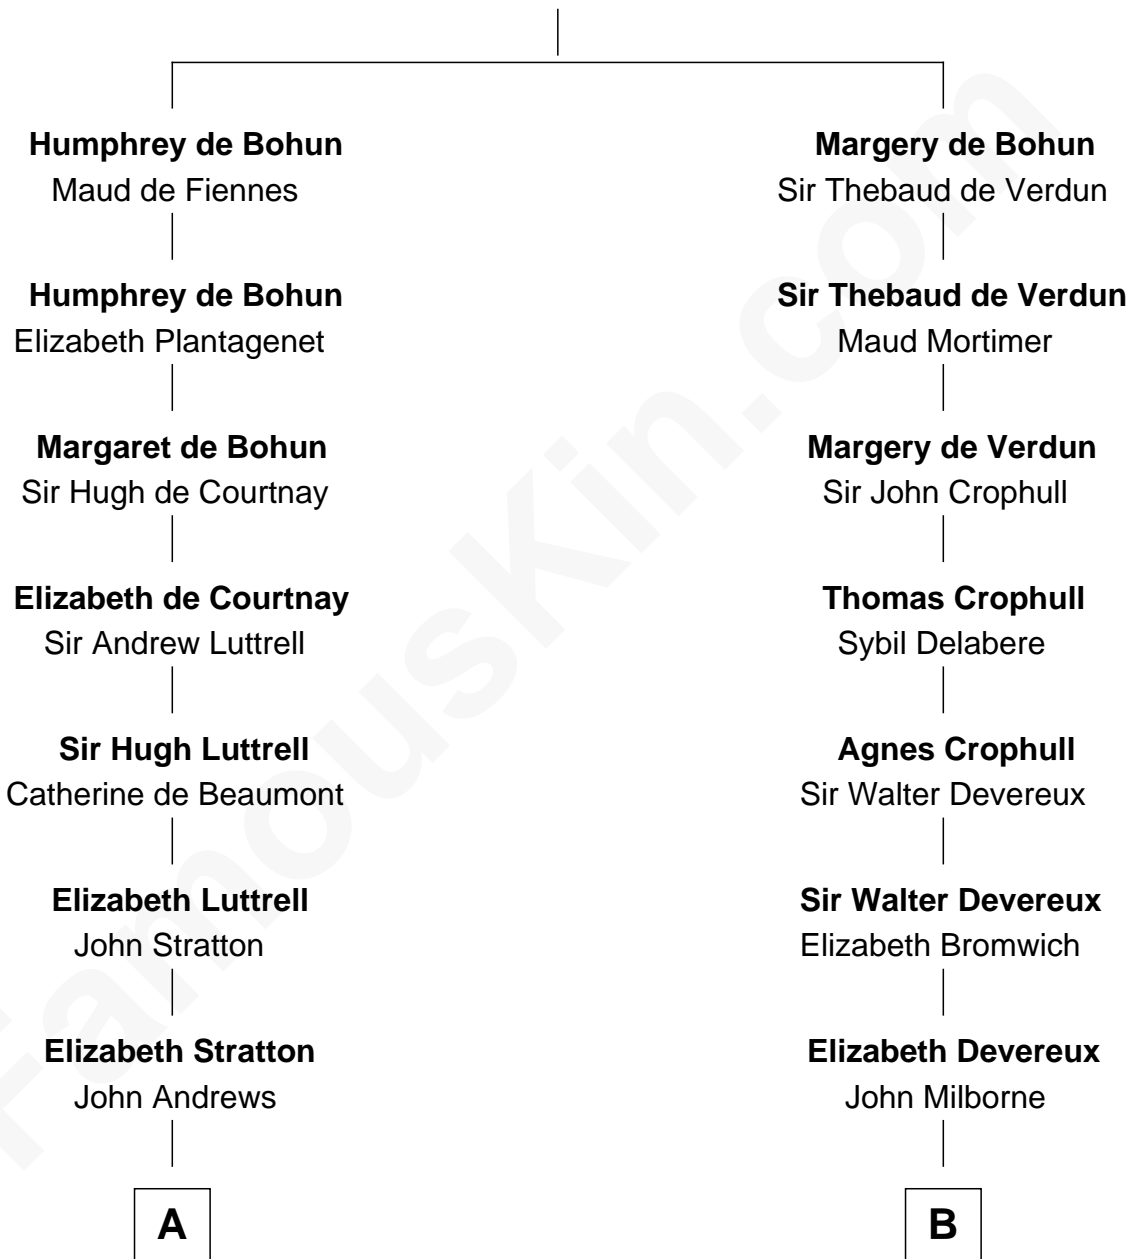 Humphrey de Bohun
Maud de Fiennes
Humphrey de Bohun
Elizabeth Plantagenet
Margaret de Bohun
Sir Hugh de Courtnay
Elizabeth de Courtnay
Sir Andrew Luttrell
Sir Hugh Luttrell
Catherine de Beaumont
Elizabeth Luttrell
John Stratton
Elizabeth Stratton
John Andrews
A
Margery de Bohun
Sir Thebaud de Verdun
Sir Thebaud de Verdun
Maud Mortimer
Margery de Verdun
Sir John Crophull
Thomas Crophull
Sybil Delabere
Agnes Crophull
Sir Walter Devereux
Sir Walter Devereux
Elizabeth Bromwich
Elizabeth Devereux
John Milborne
B
FamousKin.com